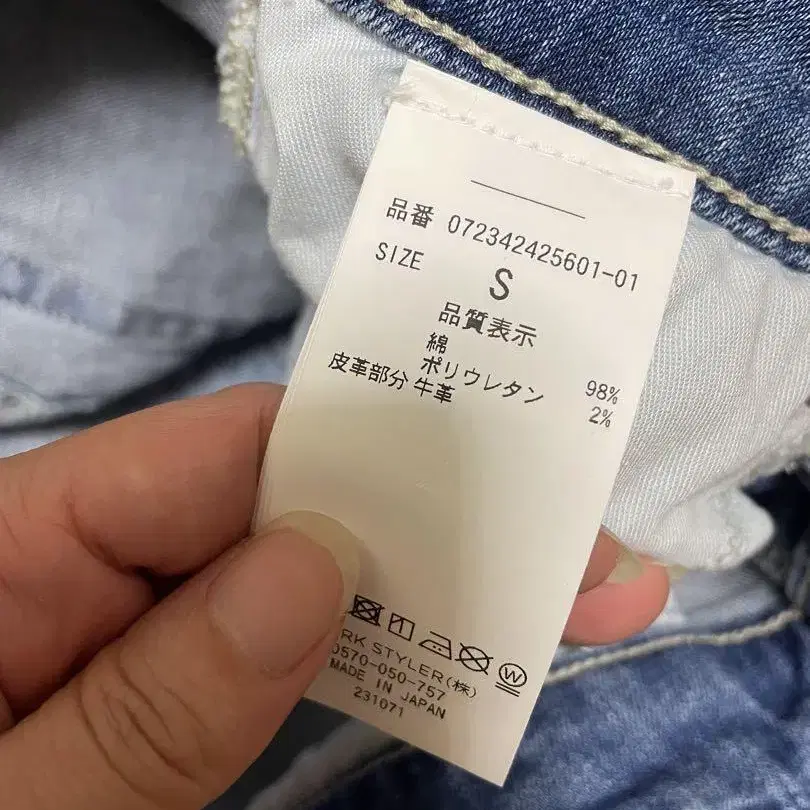 品番 072342425601-01
SIZE S
品質表示
綿 98%
ポリウレタン 2%
皮革部分 牛革
W
RK STYLER(株)
0570-050-757
MADE IN JAPAN
231071